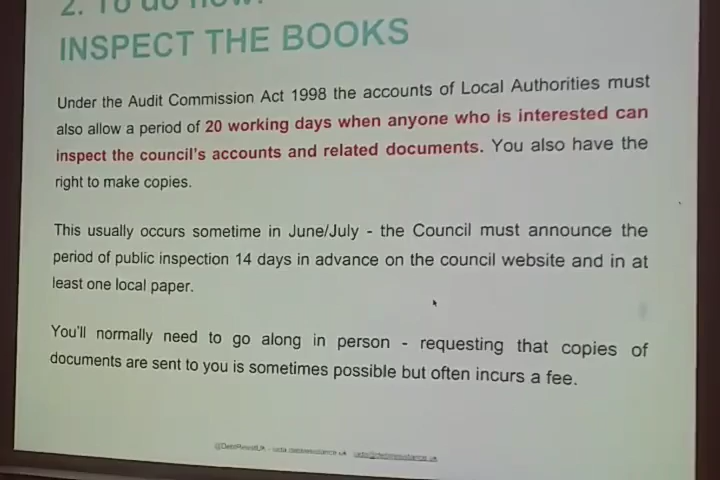 2. To do now:
INSPECT THE BOOKS
Under the Audit Commission Act 1998 the accounts of Local Authorities must
also allow a period of 20 working days when anyone who is interested can
inspect the council's accounts and related documents. You also have the
right to make copies.
This usually occurs sometime in June/July - the Council must announce the
period of public inspection 14 days in advance on the council website and in at
least one local paper.
You'll normally need to go along in person - requesting that copies of
documents are sent to you is sometimes possible but often incurs a fee.